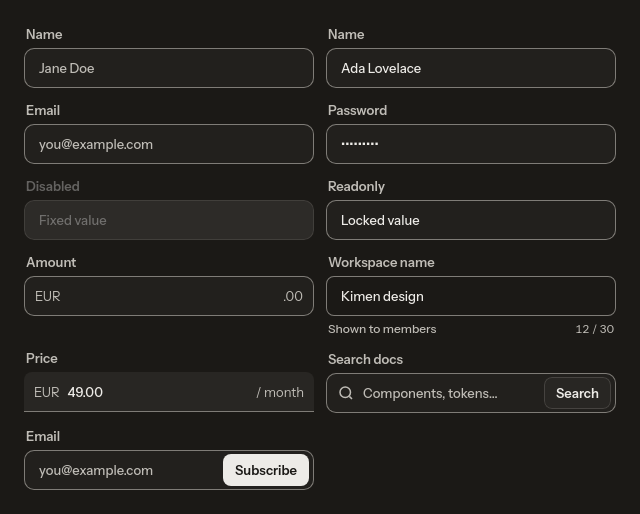 Name
Jane Doe
Name
Ada Lovelace
Email
you@example.com
Password
•••••••••
Disabled
Fixed value
Readonly
Locked value
Amount
EUR .00
Workspace name
Kimen design
Shown to members 12 / 30
Price
EUR 49.00 / month
Search docs
Components, tokens... Search
Email
you@example.com Subscribe